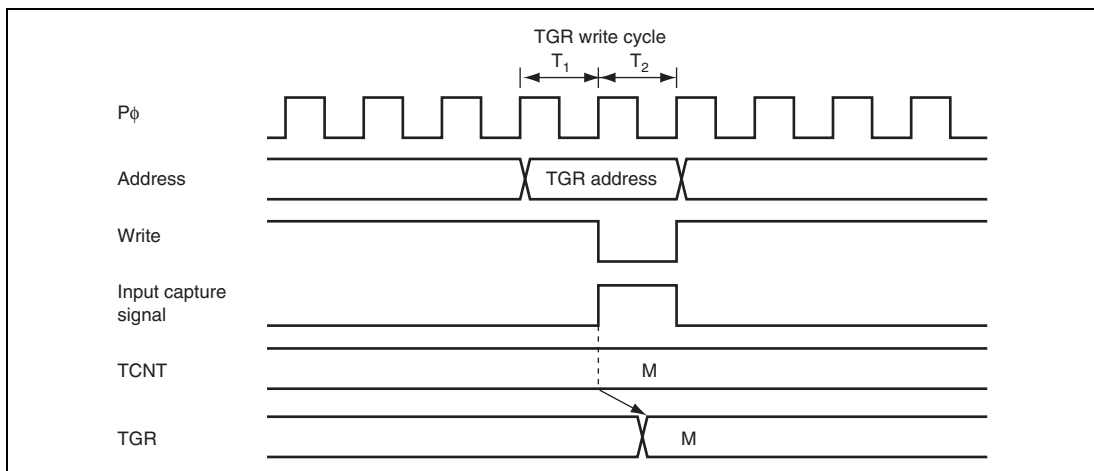 TGR write cycle
T1 T2
Pφ
Address
TGR address
Write
Input capture
signal
TCNT
M
TGR
M